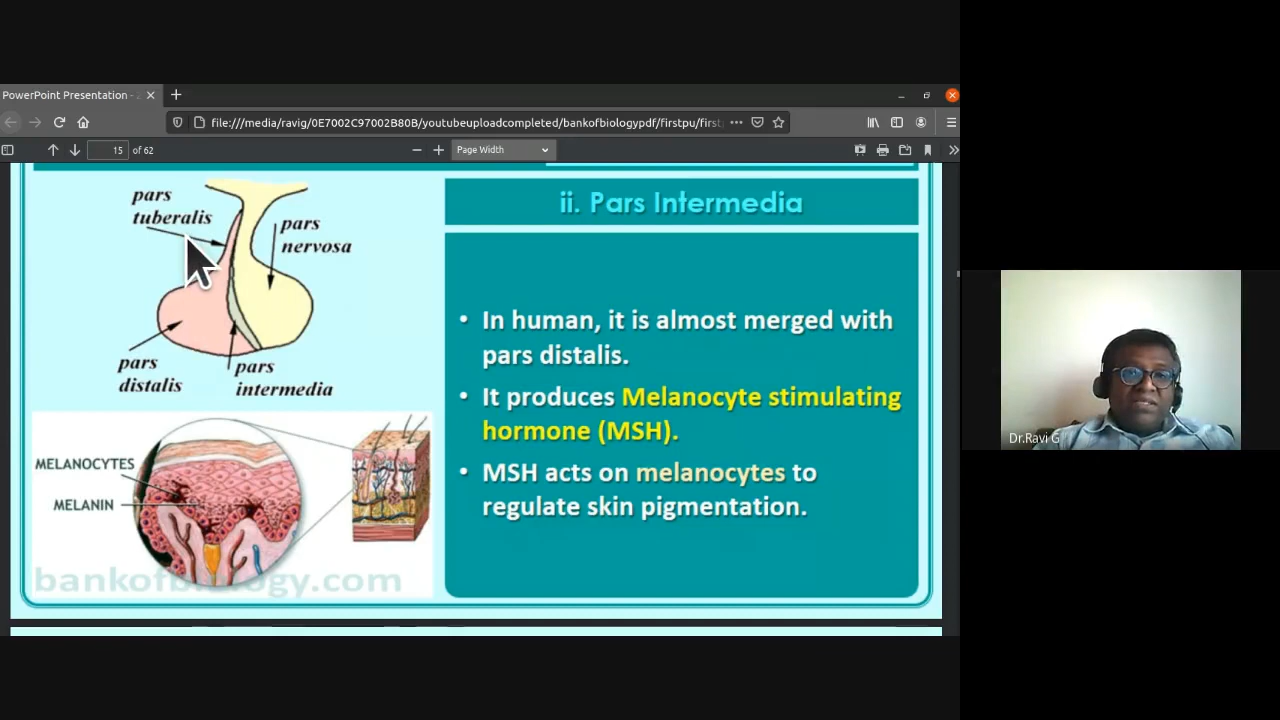 PowerPoint Presentation -
file:///media/ravig/0E7002C97002B80B/youtubeuploadcompleted/bankofbiologypdf/firstpu/first
15 of 62
Page Width
pars
tuberalis
pars
nervosa
pars
distalis
pars
intermedia
MELANOCYTES
MELANIN
bankofbiology.com
ii. Pars Intermedia
• In human, it is almost merged with
pars distalis.
• It produces Melanocyte stimulating
hormone (MSH).
• MSH acts on melanocytes to
regulate skin pigmentation.
Dr.Ravi G